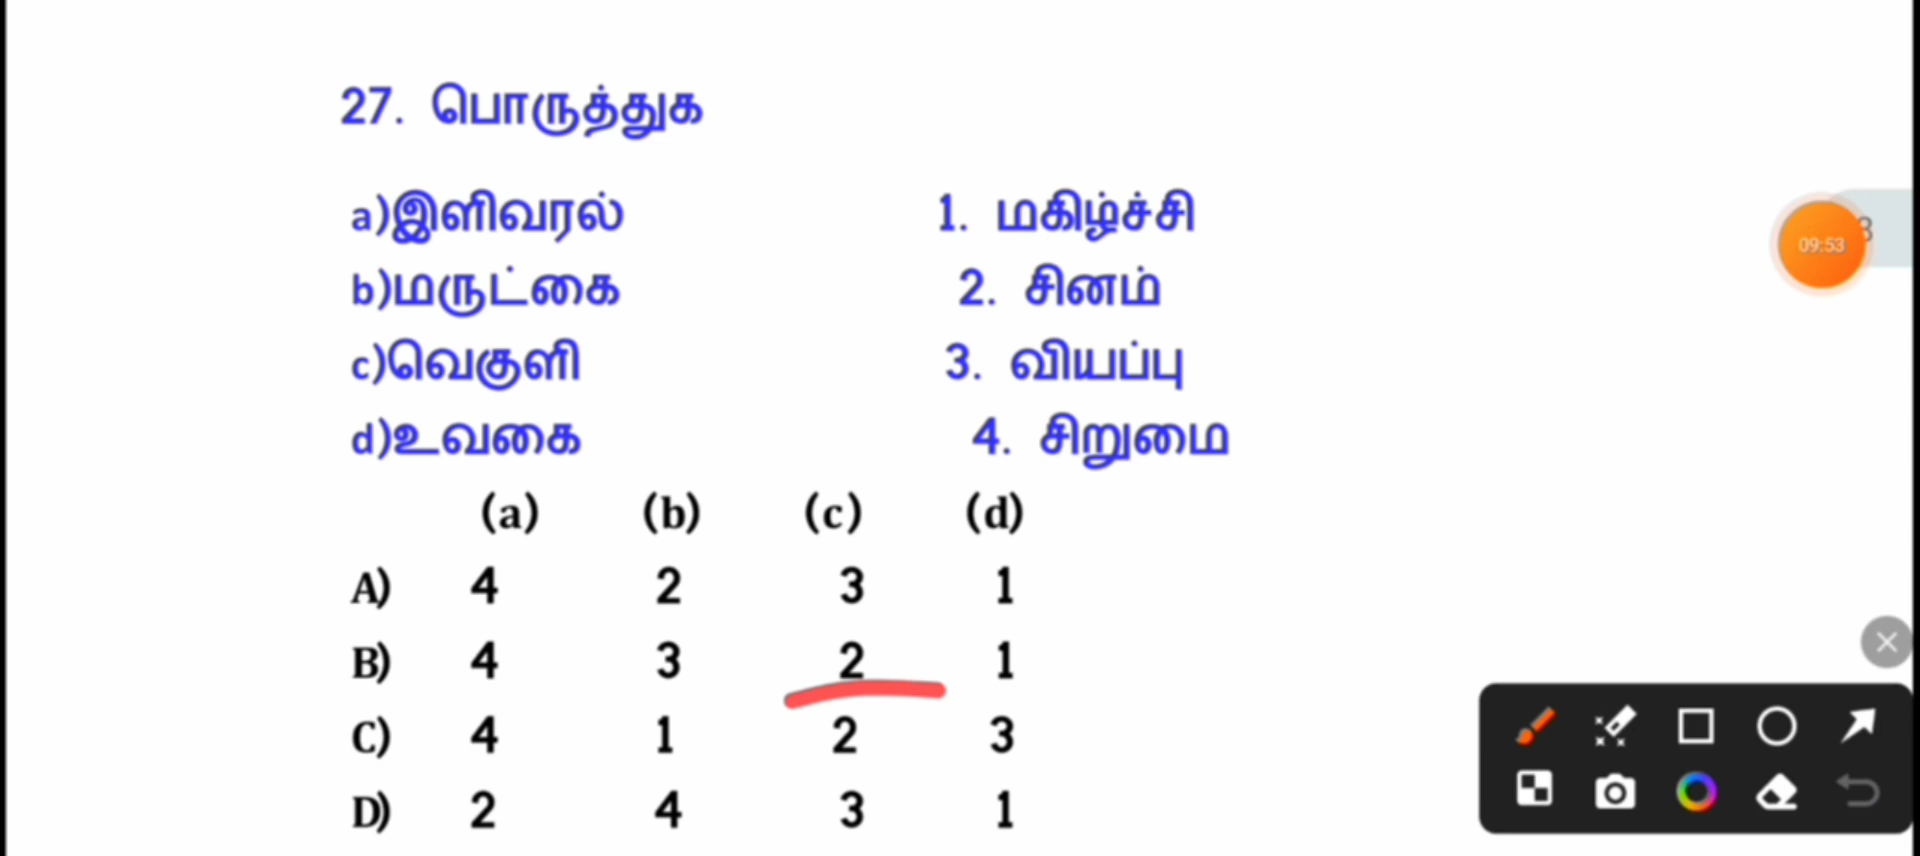 27. பொருத்துக
a)இளிவரல் 1. மகிழ்ச்சி
b)மருட்கை 2. சினம்
c)வெகுளி 3. வியப்பு
d)உவகை 4. சிறுமை
(a) (b) (c) (d)
A) 4 2 3 1
B) 4 3 2 1
C) 4 1 2 3
D) 2 4 3 1
09:53